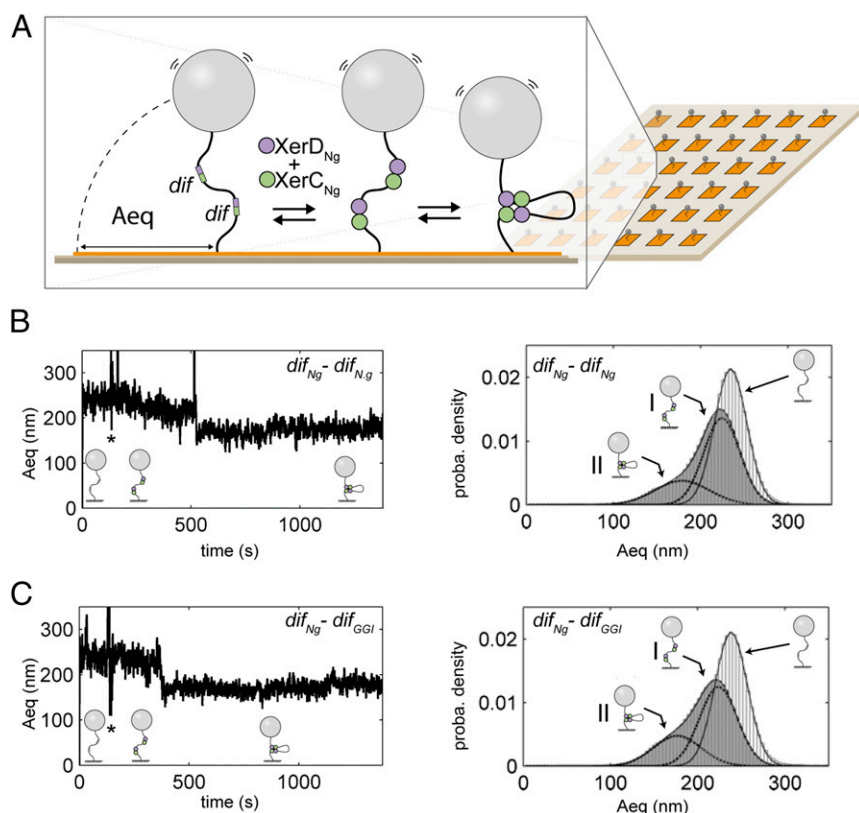 A
XerD_Ng
+
XerC_Ng
dif
dif
Aeq
B
300
200
100
0
Aeq (nm)
dif_Ng - dif_N.g
*
0 500 1000
time (s)
dif_Ng - dif_Ng
0.02
0.01
0
proba. density
I
II
0 100 200 300
Aeq (nm)
C
300
200
100
0
Aeq (nm)
dif_Ng - dif_GGI
*
0 500 1000
time (s)
dif_Ng - dif_GGI
0.02
0.01
0
proba. density
I
II
0 100 200 300
Aeq (nm)